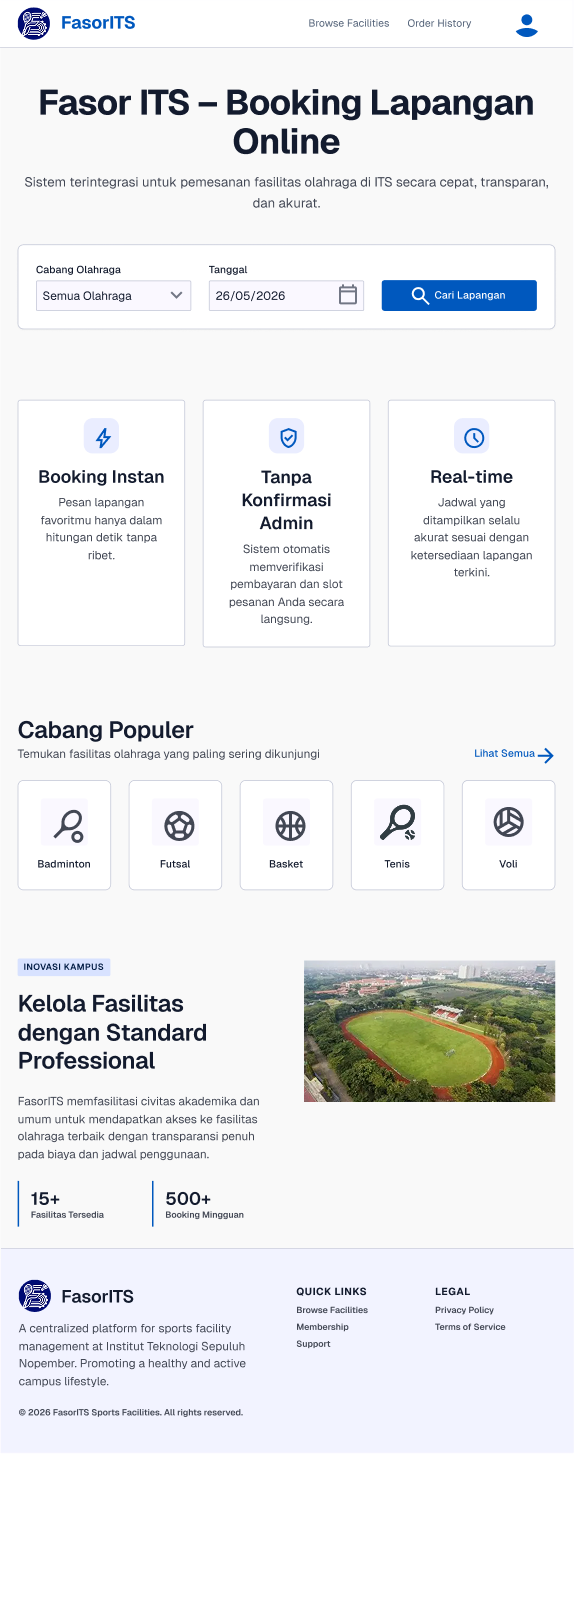 FasorITS
Browse Facilities
Order History
Fasor ITS – Booking Lapangan
Online
Sistem terintegrasi untuk pemesanan fasilitas olahraga di ITS secara cepat, transparan,
dan akurat.
Cabang Olahraga
Semua Olahraga
Tanggal
26/05/2026
Cari Lapangan
Booking Instan
Pesan lapangan
favoritmu hanya dalam
hitungan detik tanpa
ribet.
Tanpa
Konfirmasi
Admin
Sistem otomatis
memverifikasi
pembayaran dan slot
pesanan Anda secara
langsung.
Real-time
Jadwal yang
ditampilkan selalu
akurat sesuai dengan
ketersediaan lapangan
terkini.
Cabang Populer
Temukan fasilitas olahraga yang paling sering dikunjungi
Lihat Semua
Badminton
Futsal
Basket
Tenis
Voli
INOVASI KAMPUS
Kelola Fasilitas
dengan Standard
Professional
FasorITS memfasilitasi civitas akademika dan
umum untuk mendapatkan akses ke fasilitas
olahraga terbaik dengan transparansi penuh
pada biaya dan jadwal penggunaan.
15+
Fasilitas Tersedia
500+
Booking Mingguan
FasorITS
A centralized platform for sports facility
management at Institut Teknologi Sepuluh
Nopember. Promoting a healthy and active
campus lifestyle.
© 2026 FasorITS Sports Facilities. All rights reserved.
QUICK LINKS
Browse Facilities
Membership
Support
LEGAL
Privacy Policy
Terms of Service